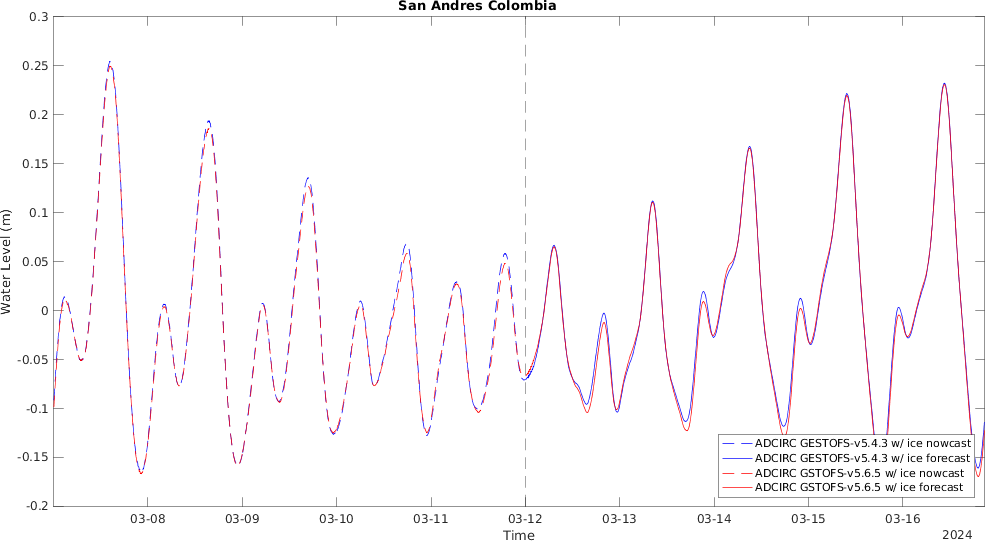 San Andres Colombia
0.3
0.25
0.2
0.15
0.1
0.05
0
-0.05
-0.1
-0.15
-0.2
Water Level (m)
ADCIRC GESTOFS-v5.4.3 w/ ice nowcast
ADCIRC GESTOFS-v5.4.3 w/ ice forecast
ADCIRC GSTOFS-v5.6.5 w/ ice nowcast
ADCIRC GSTOFS-v5.6.5 w/ ice forecast
03-08 03-09 03-10 03-11 03-12 03-13 03-14 03-15 03-16
Time
2024